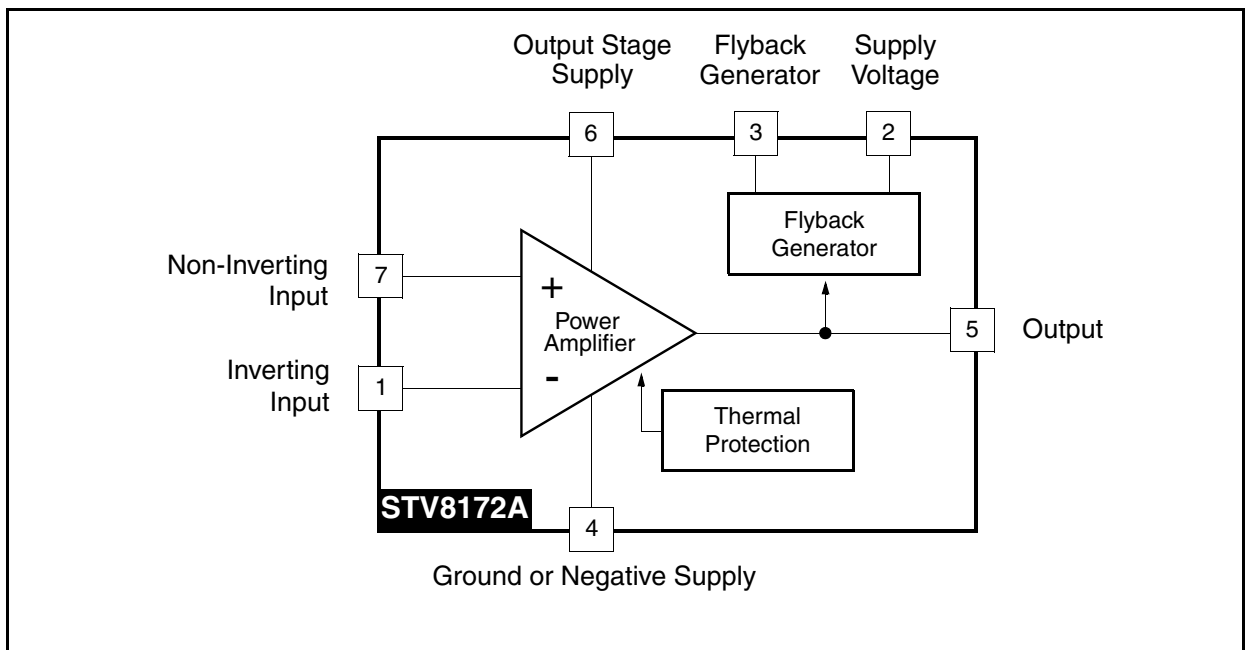 Output Stage
Supply
Flyback
Generator
Supply
Voltage
6
3
2
Flyback
Generator
Non-Inverting
Input
7
+
Power
Amplifier
-
5
Output
Inverting
Input
1
Thermal
Protection
STV8172A
4
Ground or Negative Supply